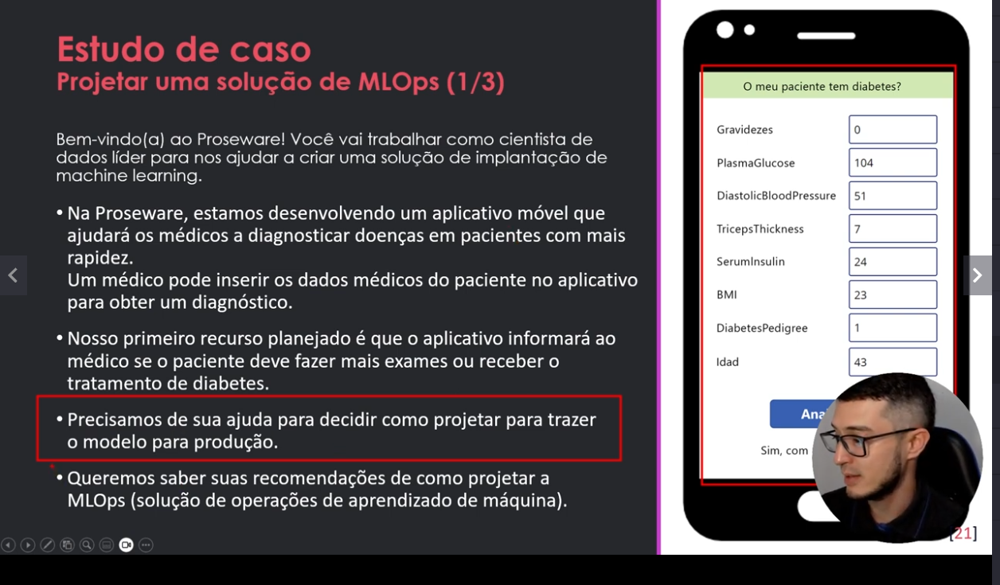 Estudo de caso
Projetar uma solução de MLOps (1/3)
Bem-vindo(a) ao Proseware! Você vai trabalhar como cientista de
dados líder para nos ajudar a criar uma solução de implantação de
machine learning.
• Na Proseware, estamos desenvolvendo um aplicativo móvel que
ajudará os médicos a diagnosticar doenças em pacientes com mais
rapidez.
Um médico pode inserir os dados médicos do paciente no aplicativo
para obter um diagnóstico.
• Nosso primeiro recurso planejado é que o aplicativo informará ao
médico se o paciente deve fazer mais exames ou receber o
tratamento de diabetes.
• Precisamos de sua ajuda para decidir como projetar para trazer
o modelo para produção.
• Queremos saber suas recomendações de como projetar a
MLOps (solução de operações de aprendizado de máquina).
O meu paciente tem diabetes?
Gravidezes 0
PlasmaGlucose 104
DiastolicBloodPressure 51
TricepsThickness 7
SerumInsulin 24
BMI 23
DiabetesPedigree 1
Idad 43
Sim, com
[21]